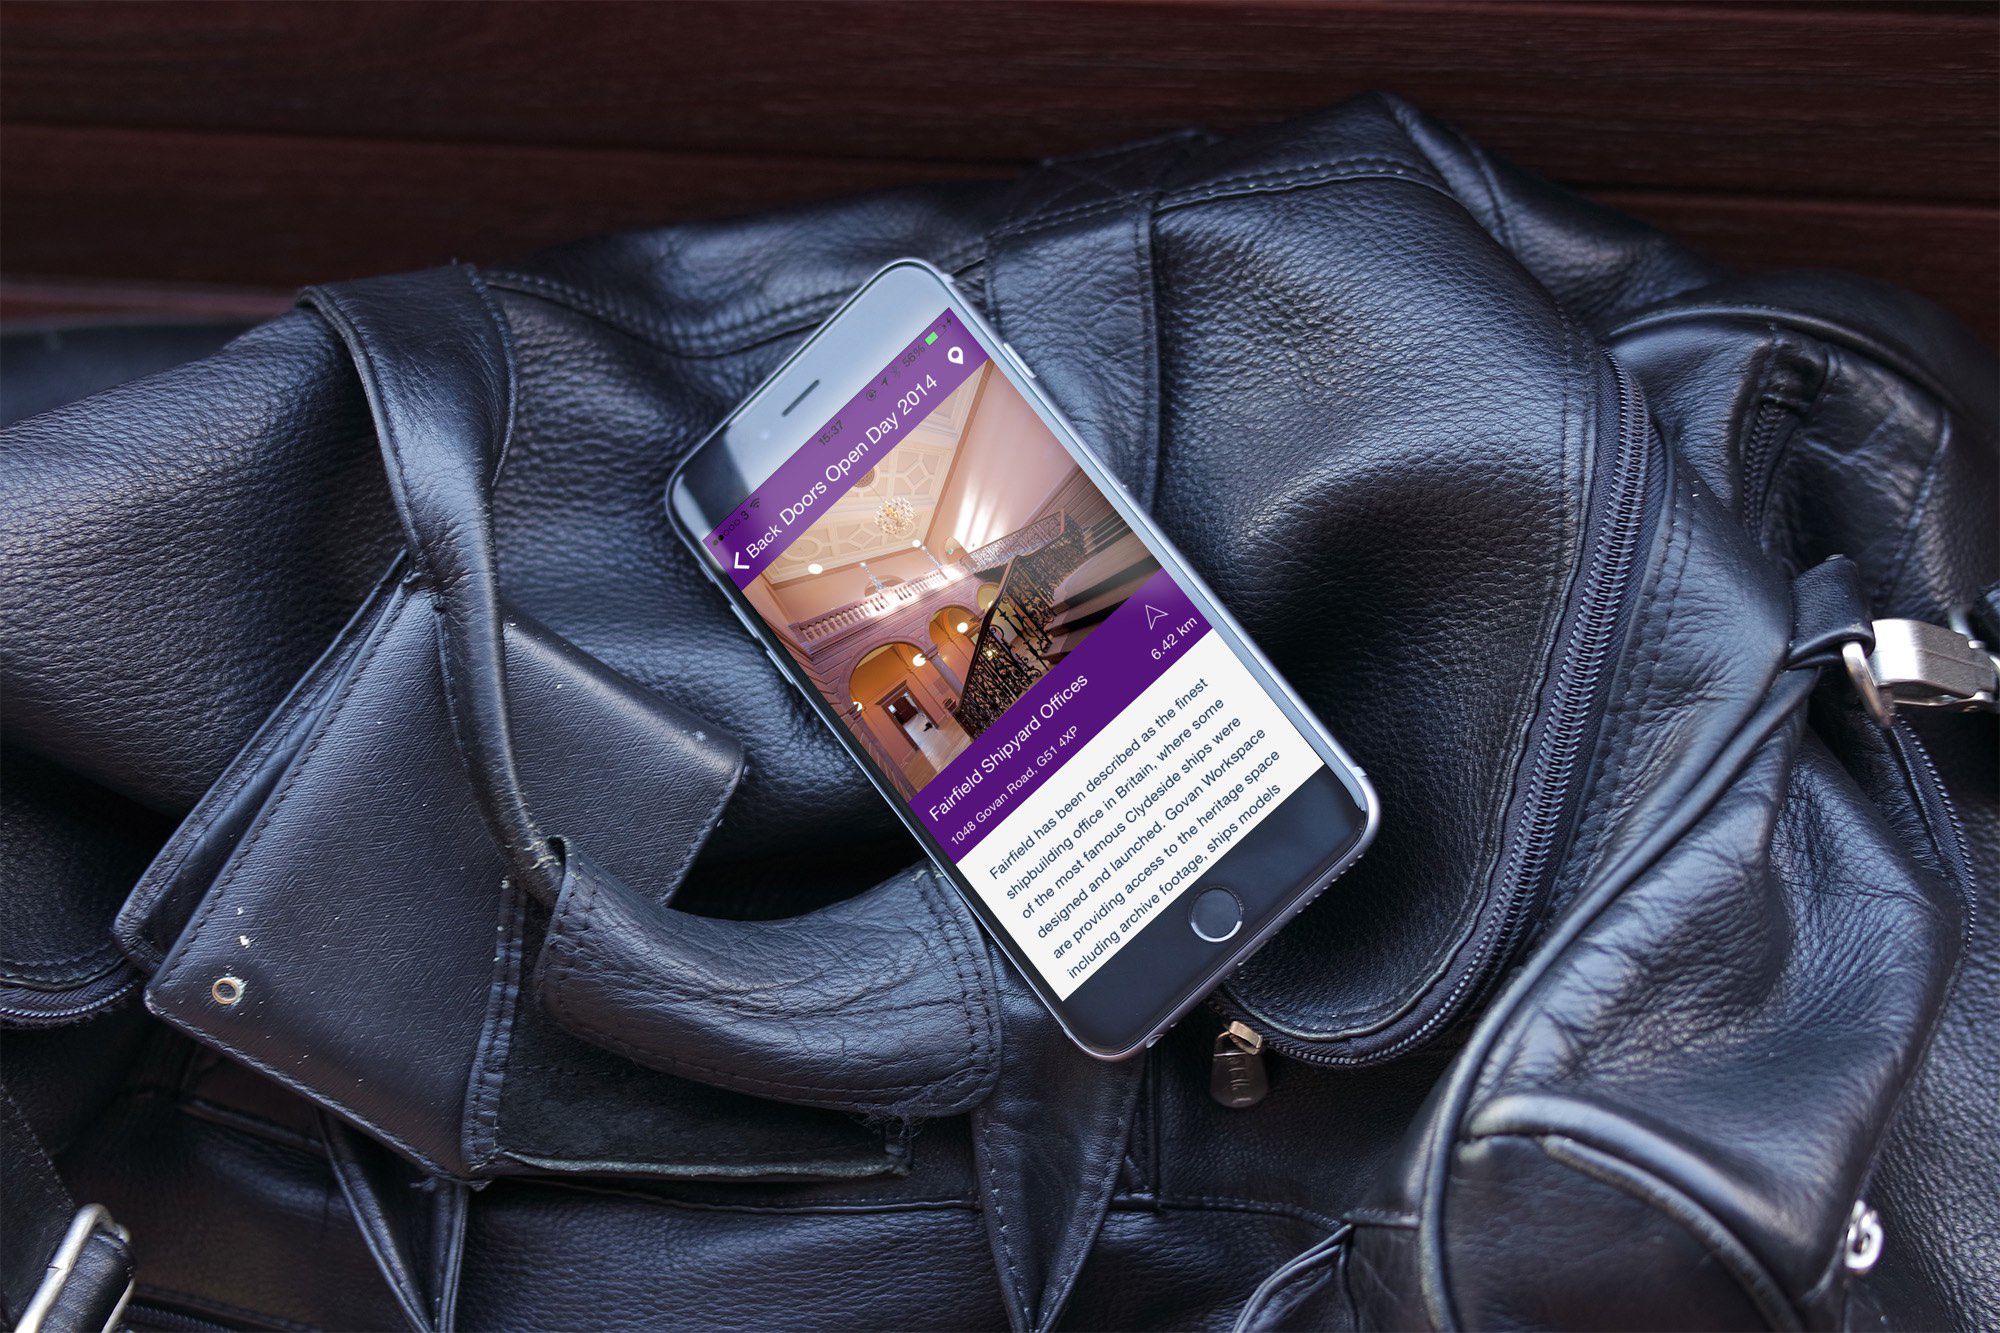 3 15:37 56%
Back Doors Open Day 2014
Fairfield Shipyard Offices
1048 Govan Road, G51 4XP
6.42 km
Fairfield has been described as the finest
shipbuilding office in Britain, where some
of the most famous Clydeside ships were
designed and launched. Govan Workspace
are providing access to the heritage space
including archive footage, ships models